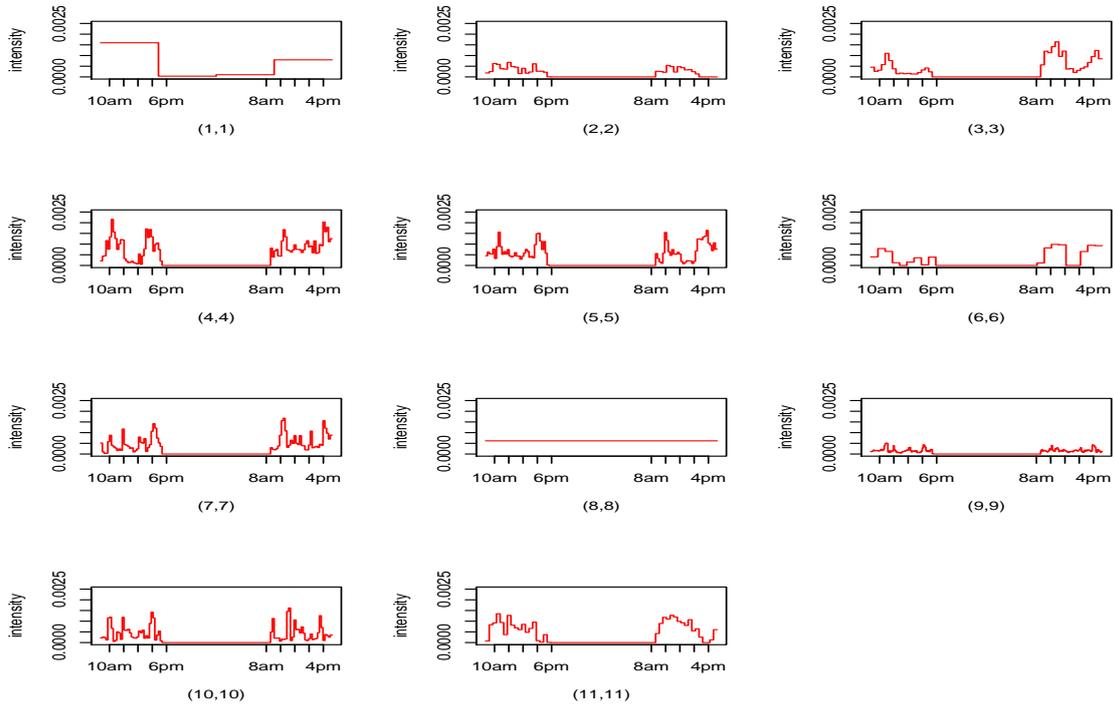 intensity
0.0025
0.0000
10am 6pm 8am 4pm
(1,1)
intensity
0.0025
0.0000
10am 6pm 8am 4pm
(2,2)
intensity
0.0025
0.0000
10am 6pm 8am 4pm
(3,3)
intensity
0.0025
0.0000
10am 6pm 8am 4pm
(4,4)
intensity
0.0025
0.0000
10am 6pm 8am 4pm
(5,5)
intensity
0.0025
0.0000
10am 6pm 8am 4pm
(6,6)
intensity
0.0025
0.0000
10am 6pm 8am 4pm
(7,7)
intensity
0.0025
0.0000
10am 6pm 8am 4pm
(8,8)
intensity
0.0025
0.0000
10am 6pm 8am 4pm
(9,9)
intensity
0.0025
0.0000
10am 6pm 8am 4pm
(10,10)
intensity
0.0025
0.0000
10am 6pm 8am 4pm
(11,11)